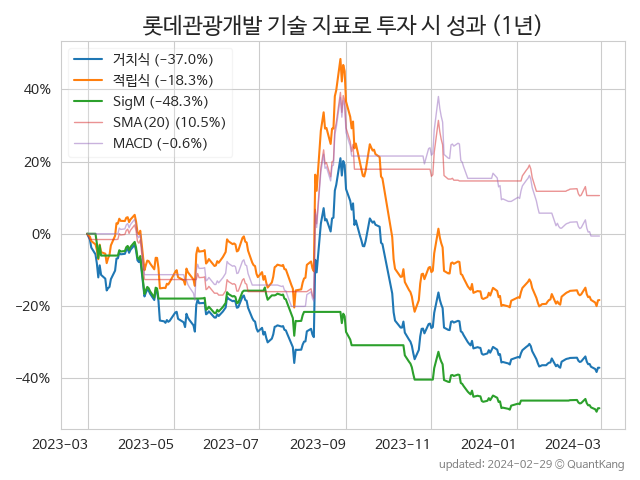 롯데관광개발 기술 지표로 투자 시 성과 (1년)
거치식 (−37.0%)
적립식 (−18.3%)
SigM (−48.3%)
SMA(20) (10.5%)
MACD (−0.6%)
40%
20%
0%
−20%
−40%
2023−03 2023−05 2023−07 2023−09 2023−11 2024−01 2024−03
updated: 2024−02−29 ⓒ QuantKang